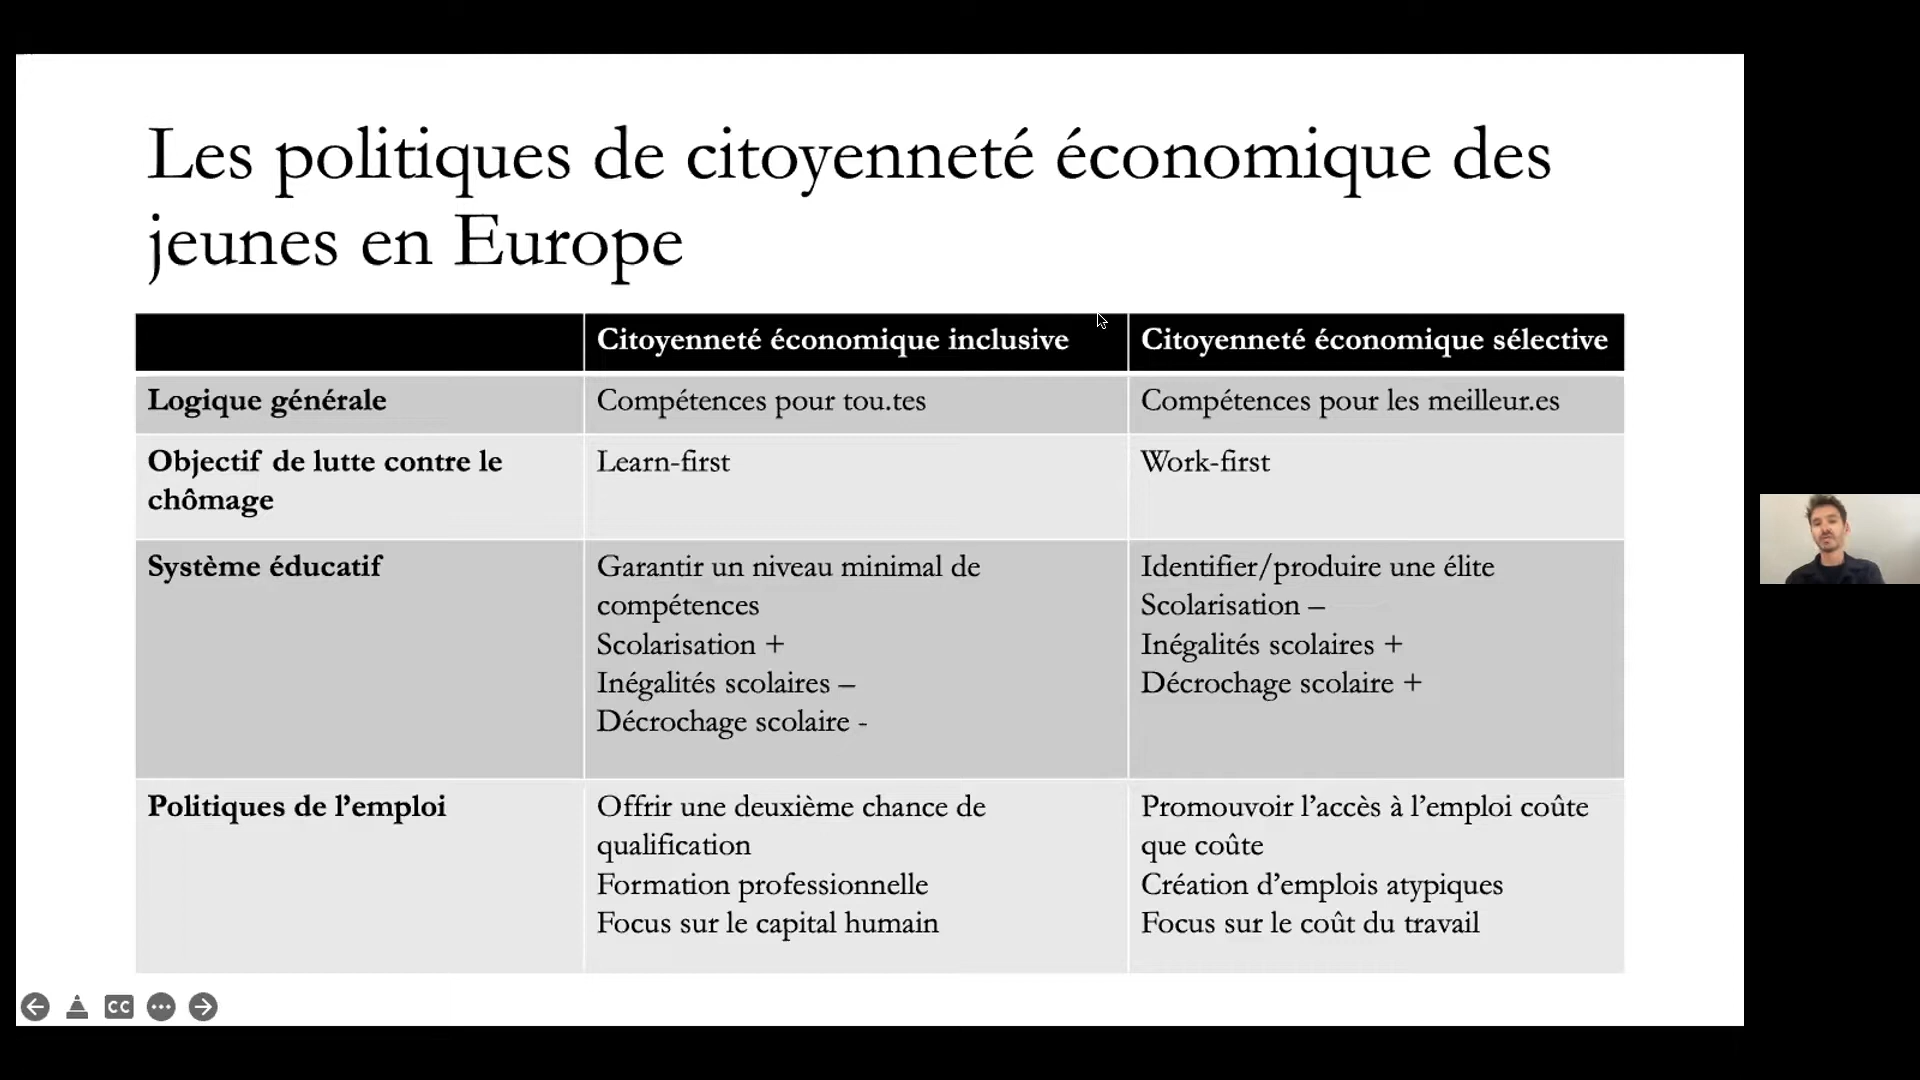 Les politiques de citoyenneté économique des
jeunes en Europe
Citoyenneté économique inclusive
Citoyenneté économique sélective
Logique générale
Compétences pour tou.tes
Compétences pour les meilleur.es
Objectif de lutte contre le
chômage
Learn-first
Work-first
Système éducatif
Garantir un niveau minimal de
compétences
Scolarisation +
Inégalités scolaires –
Décrochage scolaire -
Identifier/produire une élite
Scolarisation –
Inégalités scolaires +
Décrochage scolaire +
Politiques de l’emploi
Offrir une deuxième chance de
qualification
Formation professionnelle
Focus sur le capital humain
Promouvoir l’accès à l’emploi coûte
que coûte
Création d’emplois atypiques
Focus sur le coût du travail
CC